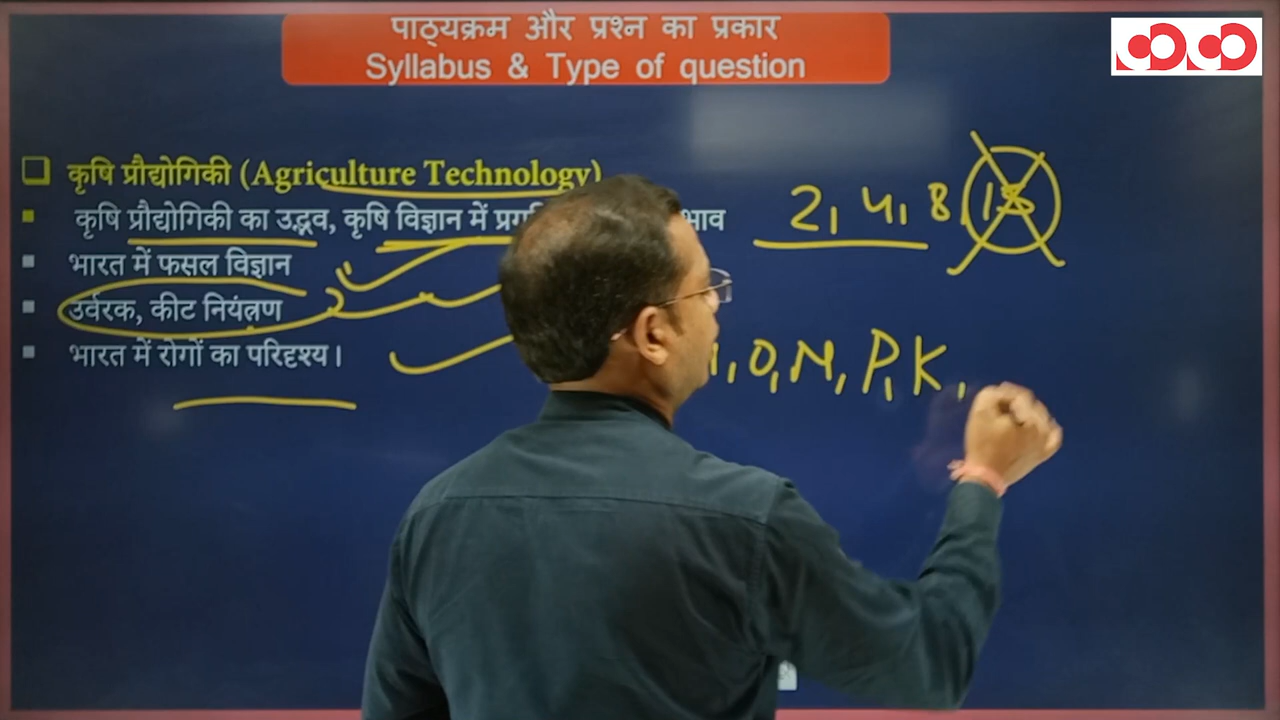 पाठ्यक्रम और प्रश्न का प्रकार
Syllabus & Type of question
कृषि प्रौद्योगिकी (Agriculture Technology)
कृषि प्रौद्योगिकी का उद्भव, कृषि विज्ञान में
भारत में फसल विज्ञान
उर्वरक, कीट नियंत्रण
भारत में रोगों का परिदृश्य।
2, 4, 8,
O, N, P, K,